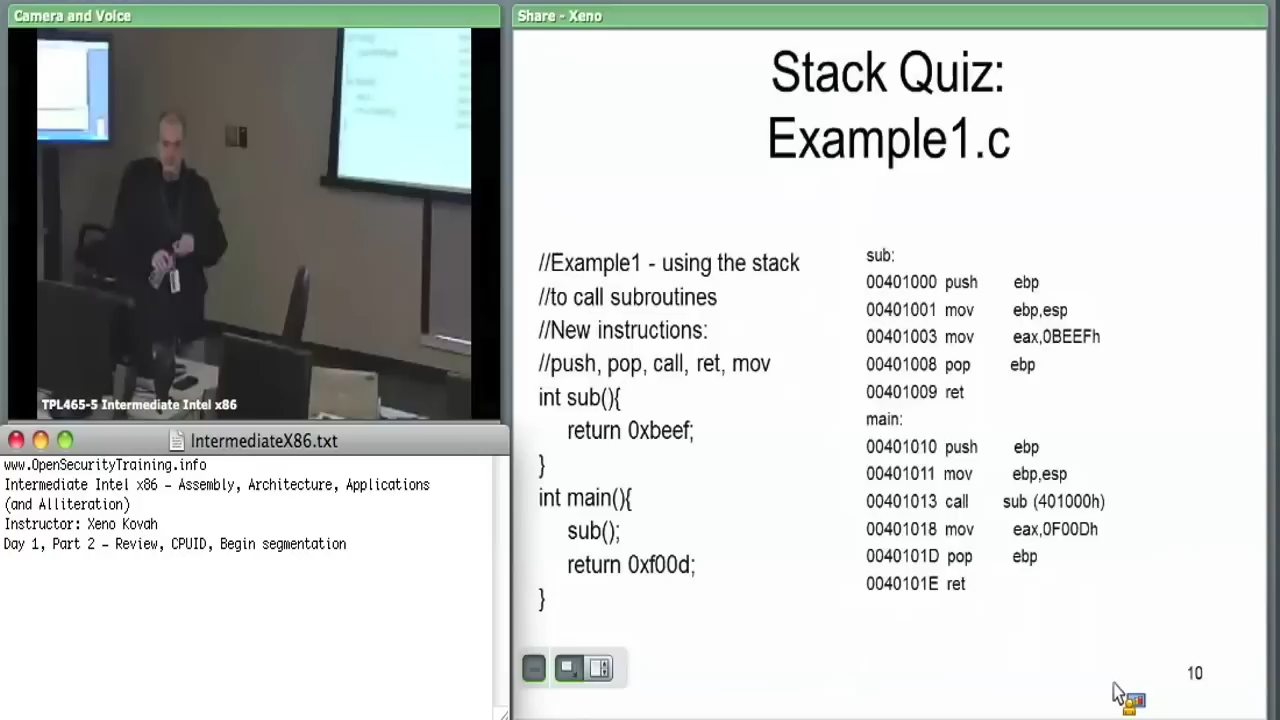 Camera and Voice
TPL465-5 Intermediate Intel x86
IntermediateX86.txt
www.OpenSecurityTraining.info
Intermediate Intel x86 – Assembly, Architecture, Applications
(and Alliteration)
Instructor: Xeno Kovah
Day 1, Part 2 – Review, CPUID, Begin segmentation
Share - Xeno
Stack Quiz:
Example1.c
//Example1 - using the stack
//to call subroutines
//New instructions:
//push, pop, call, ret, mov
int sub(){
return 0xbeef;
}
int main(){
sub();
return 0xf00d;
}
sub:
00401000 push ebp
00401001 mov ebp,esp
00401003 mov eax,0BEEFh
00401008 pop ebp
00401009 ret
main:
00401010 push ebp
00401011 mov ebp,esp
00401013 call sub (401000h)
00401018 mov eax,0F00Dh
0040101D pop ebp
0040101E ret
10